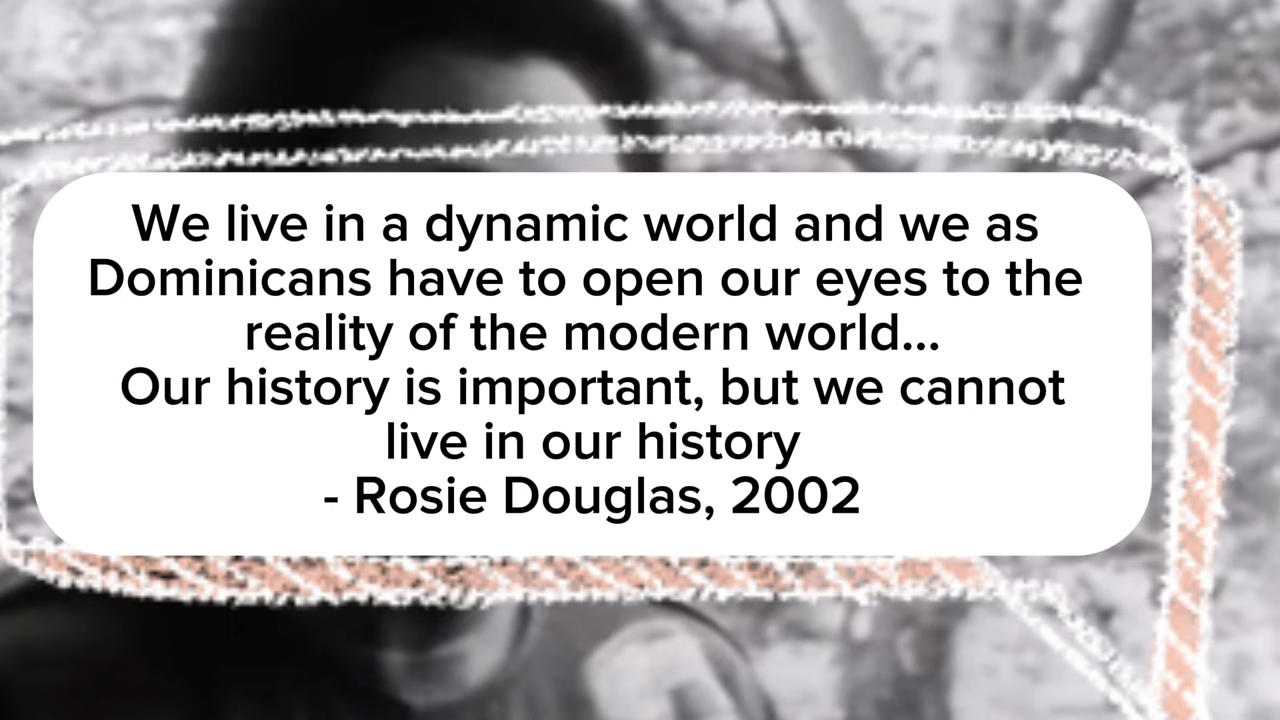 We live in a dynamic world and we as
Dominicans have to open our eyes to the
reality of the modern world...
Our history is important, but we cannot
live in our history
- Rosie Douglas, 2002